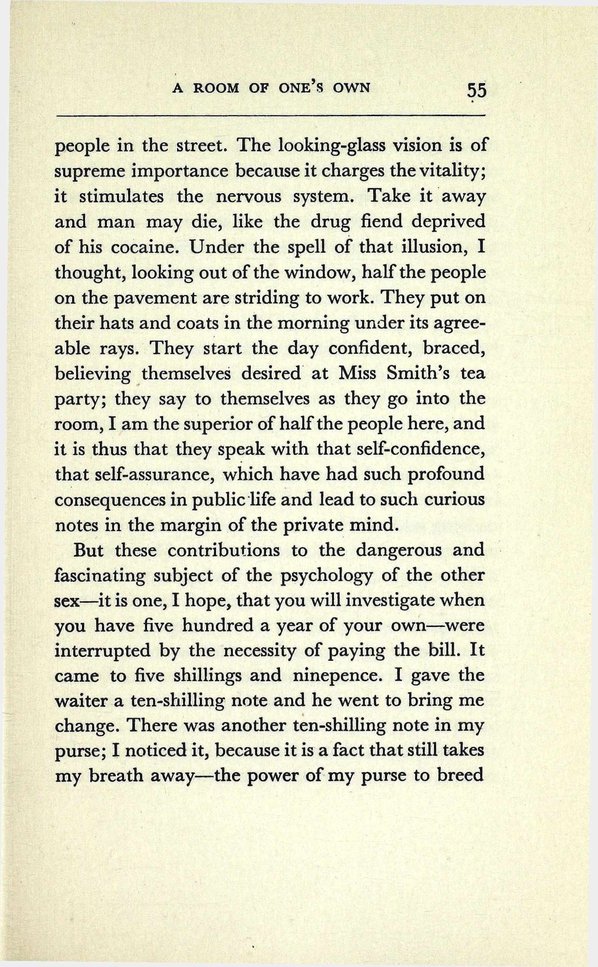 A ROOM OF ONE'S OWN 55
people in the street. The looking-glass vision is of
supreme importance because it charges the vitality;
it stimulates the nervous system. Take it away
and man may die, like the drug fiend deprived
of his cocaine. Under the spell of that illusion, I
thought, looking out of the window, half the people
on the pavement are striding to work. They put on
their hats and coats in the morning under its agree-
able rays. They start the day confident, braced,
believing themselves desired at Miss Smith's tea
party; they say to themselves as they go into the
room, I am the superior of half the people here, and
it is thus that they speak with that self-confidence,
that self-assurance, which have had such profound
consequences in public life and lead to such curious
notes in the margin of the private mind.
But these contributions to the dangerous and
fascinating subject of the psychology of the other
sex—it is one, I hope, that you will investigate when
you have five hundred a year of your own—were
interrupted by the necessity of paying the bill. It
came to five shillings and ninepence. I gave the
waiter a ten-shilling note and he went to bring me
change. There was another ten-shilling note in my
purse; I noticed it, because it is a fact that still takes
my breath away—the power of my purse to breed